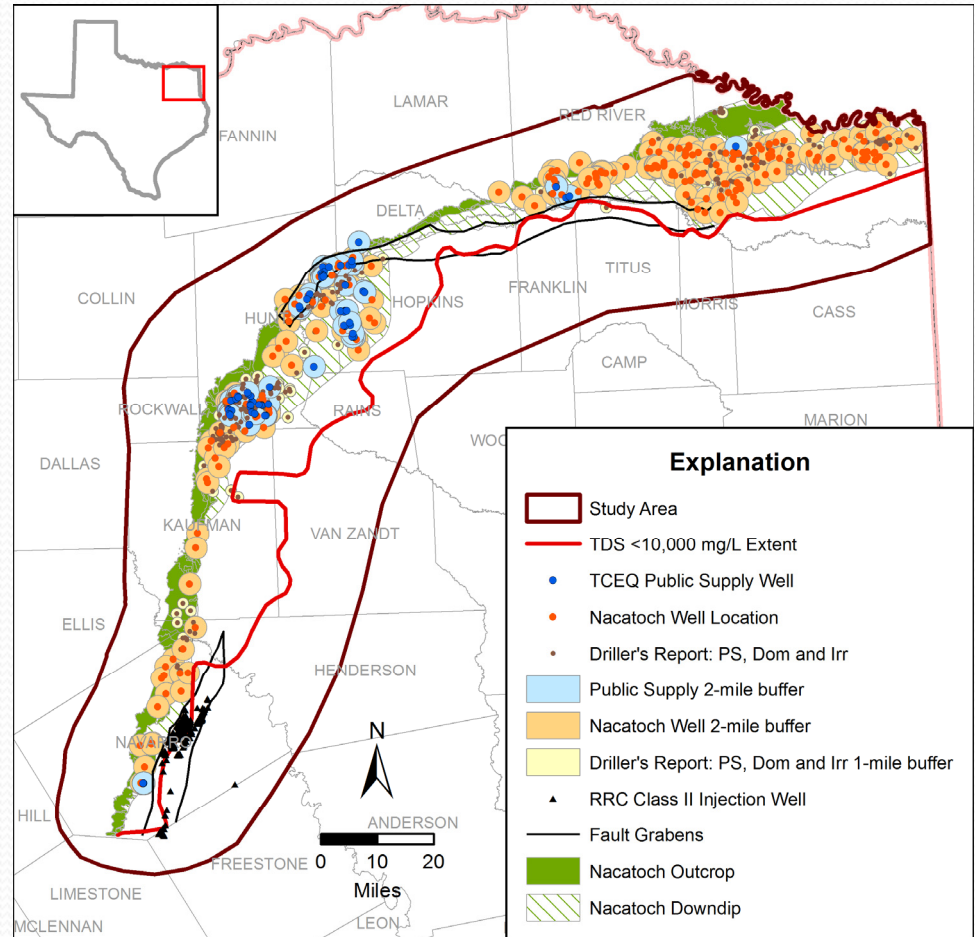 LAMAR
RED RIVER
FANNIN
BOWIE
DELTA
TITUS
COLLIN
HOPKINS
FRANKLIN
HUN
MORRIS
CASS
CAMP
ROCKWALL
RAINS
MARION
WOO
DALLAS
KAUFMAN
VAN ZANDT
ELLIS
HENDERSON
NAVARRO
N
HILL
ANDERSON
0 10 20
Miles
FREESTONE
LIMESTONE
MCLENNAN
LEON
Explanation
Study Area
TDS <10,000 mg/L Extent
TCEQ Public Supply Well
Nacatoch Well Location
Driller's Report: PS, Dom and Irr
Public Supply 2-mile buffer
Nacatoch Well 2-mile buffer
Driller's Report: PS, Dom and Irr 1-mile buffer
RRC Class II Injection Well
Fault Grabens
Nacatoch Outcrop
Nacatoch Downdip